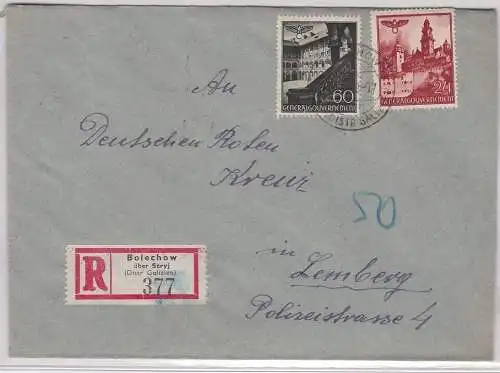 60
GENERALGOUVERNEMENT
24
GENERALGOUVERNEMENT
An
Deutschen Roten
Kreuz
50
in
Lemberg
Polizeistrasse 4
R
Bolechow
über Stryj
(Distr Galizien)
377